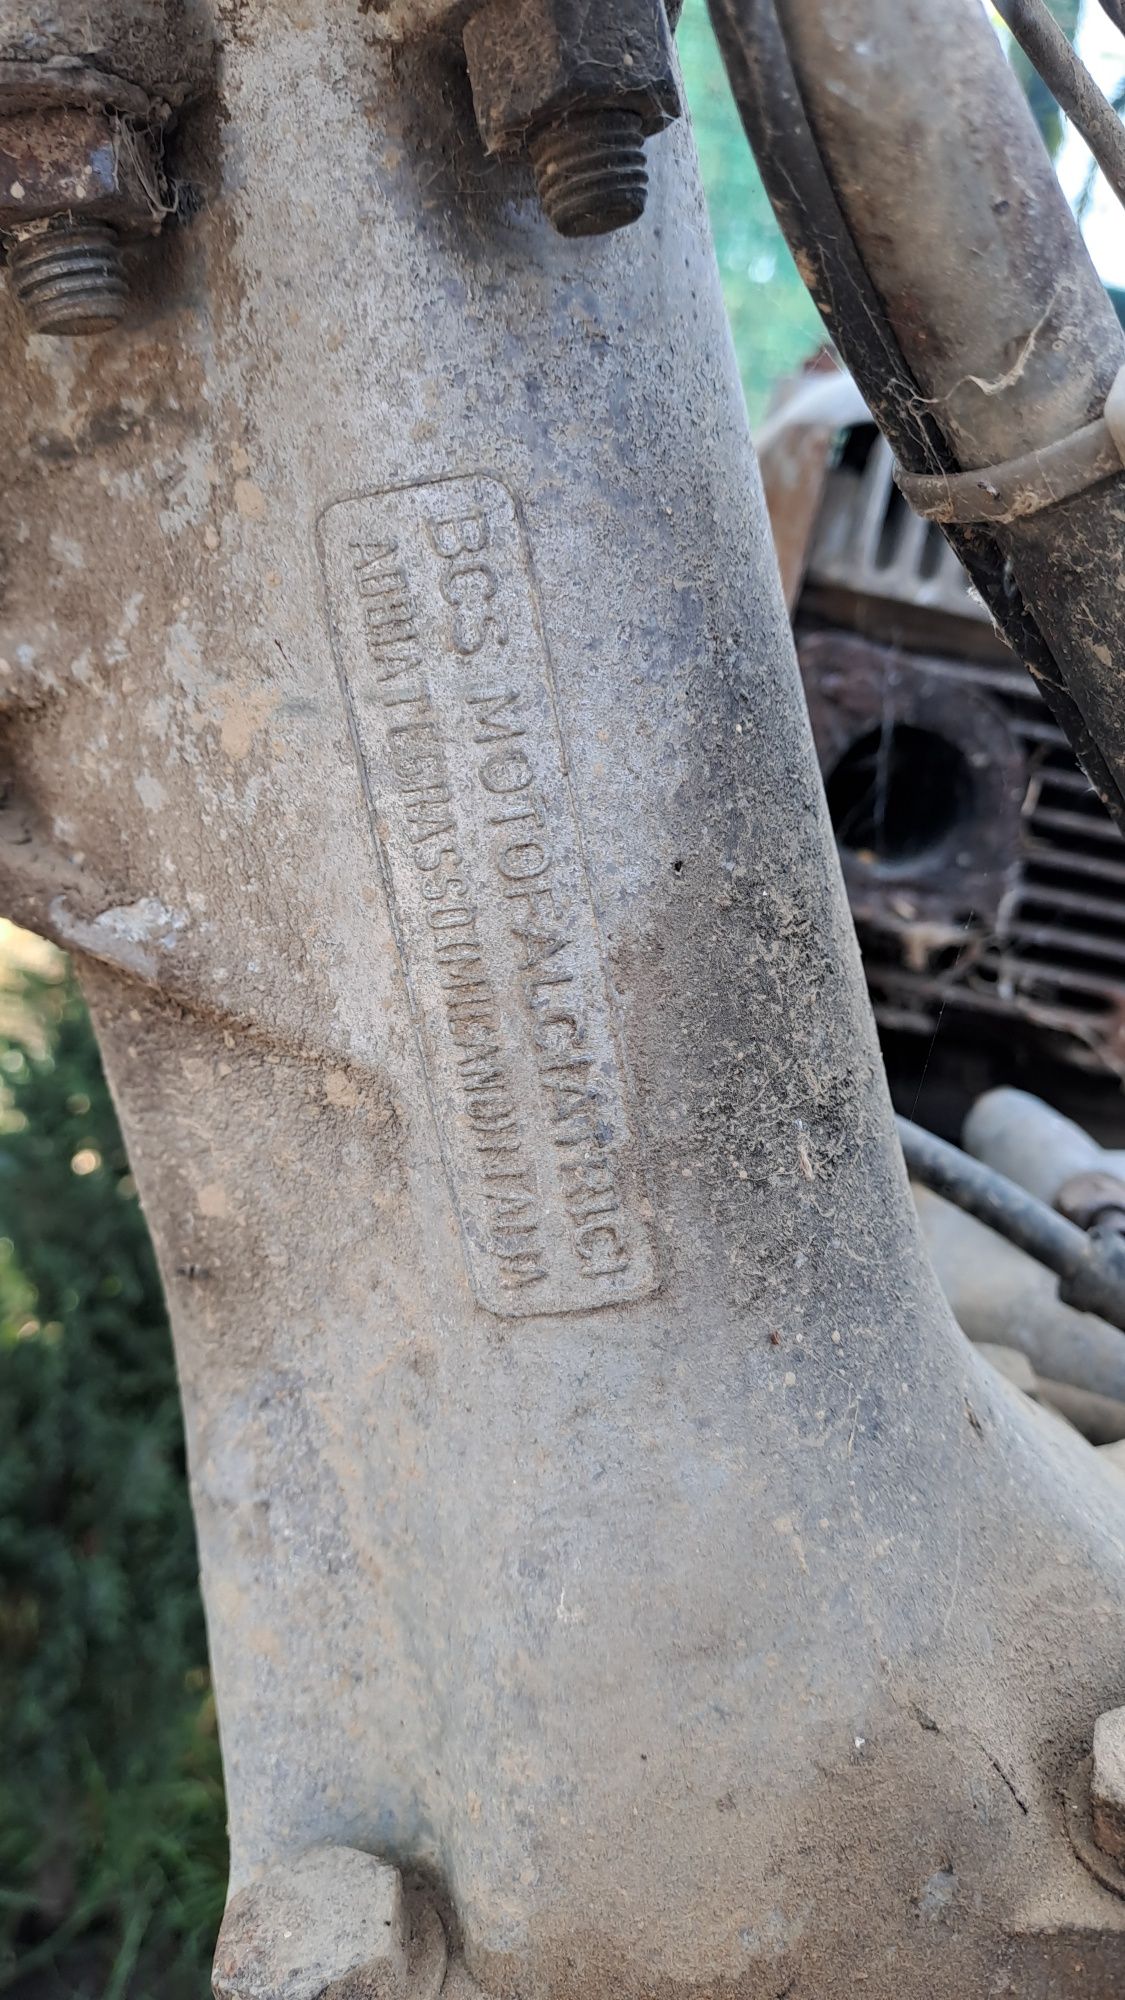 BCS MOTOFALCIATRICI
ABBIATEGRASSO (MILANO) ITALIA